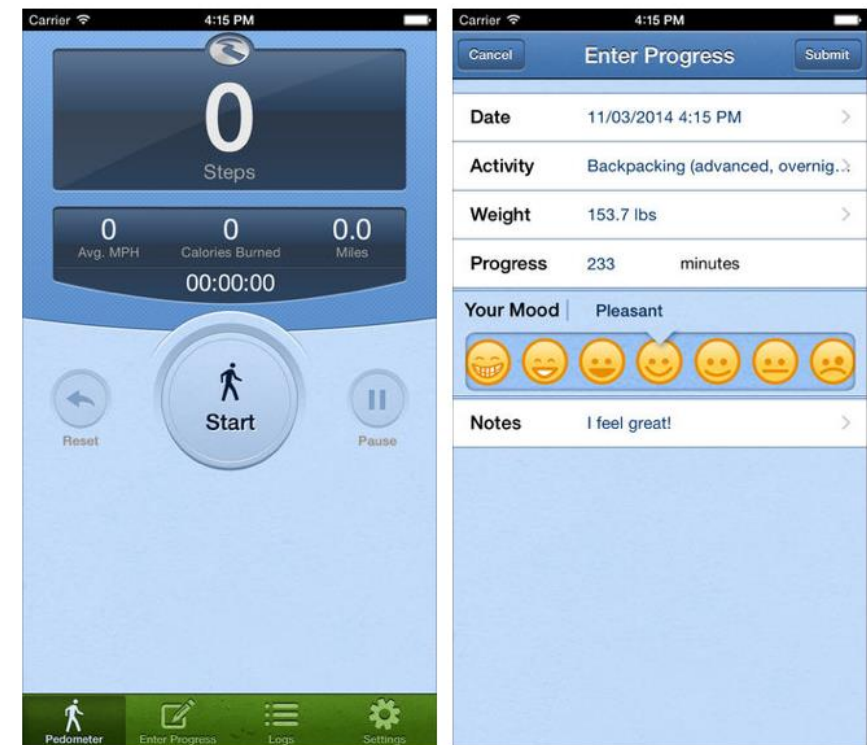 Carrier 4:15 PM
0
Steps
0 0 0.0
Avg. MPH Calories Burned Miles
00:00:00
Start
Reset Pause
Pedometer Enter Progress Logs Settings
Carrier 4:15 PM
Cancel Enter Progress Submit
Date 11/03/2014 4:15 PM
Activity Backpacking (advanced, overnig...
Weight 153.7 lbs
Progress 233 minutes
Your Mood Pleasant
Notes I feel great!